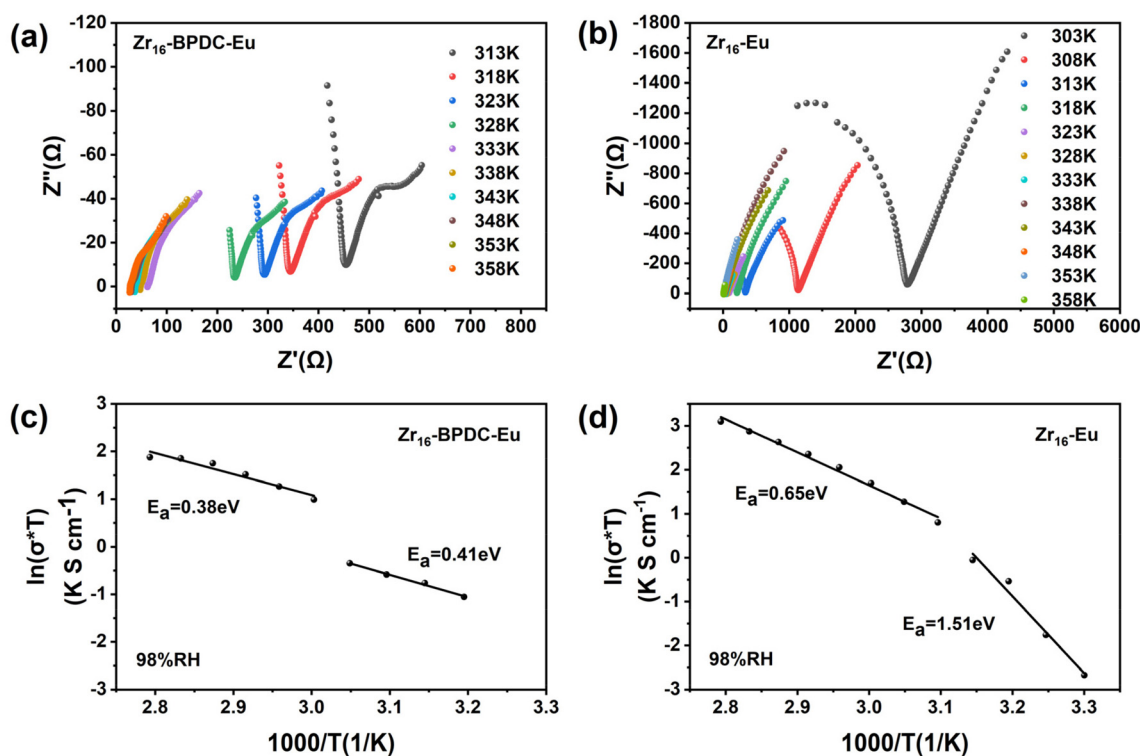 (a)
Zr₁₆-BPDC-Eu
-120
-100
-80
-60
-40
-20
0
Z''(Ω)
0 100 200 300 400 500 600 700 800
Z'(Ω)
313K
318K
323K
328K
333K
338K
343K
348K
353K
358K
(b)
Zr₁₆-Eu
-1800
-1600
-1400
-1200
-1000
-800
-600
-400
-200
0
Z''(Ω)
0 1000 2000 3000 4000 5000 6000
Z'(Ω)
303K
308K
313K
318K
323K
328K
333K
338K
343K
348K
353K
358K
(c)
Zr₁₆-BPDC-Eu
2
1
0
-1
-2
-3
ln(σ*T)
(K S cm⁻¹)
Eₐ=0.38eV
Eₐ=0.41eV
98%RH
2.8 2.9 3.0 3.1 3.2 3.3
1000/T(1/K)
(d)
Zr₁₆-Eu
3
2
1
0
-1
-2
-3
ln(σ*T)
(K S cm⁻¹)
Eₐ=0.65eV
Eₐ=1.51eV
98%RH
2.8 2.9 3.0 3.1 3.2 3.3
1000/T(1/K)